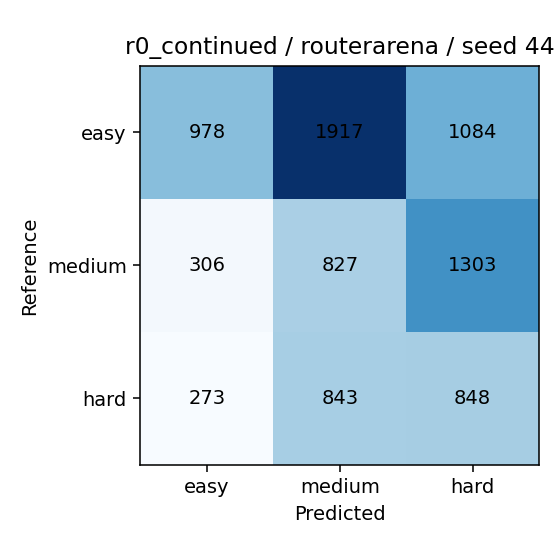 r0_continued / routerarena / seed 44
easy 978 1917 1084
medium 306 827 1303
hard 273 843 848
easy medium hard
Predicted
Reference